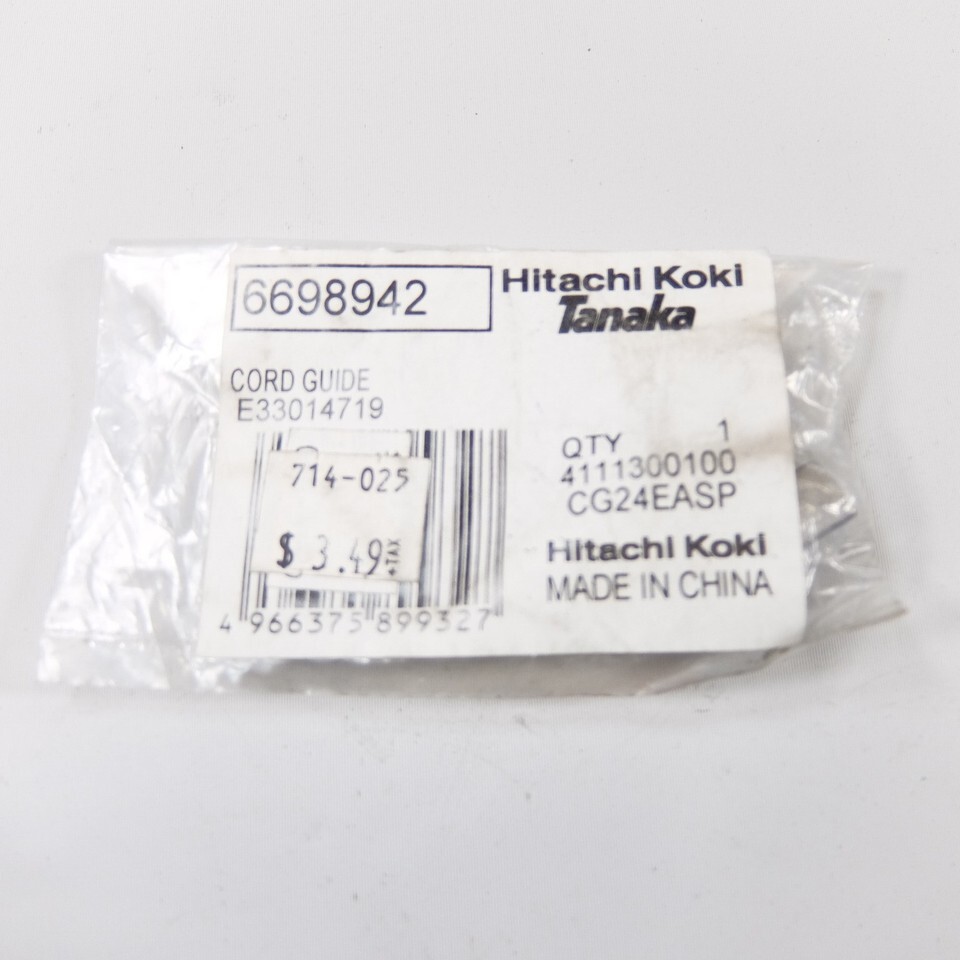 6698942
Hitachi Koki
Tanaka
CORD GUIDE
E33014719
QTY 1
4111300100
CG24EASP
714-025
$ 3.49
+TAX
Hitachi Koki
MADE IN CHINA
4 966375 899327